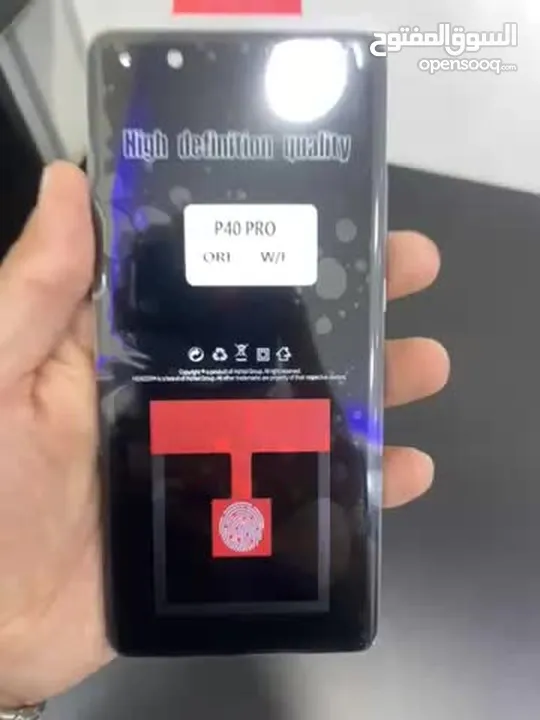 السوق المفتوح
opensooq.com
High definition quality
P40 PRO
ORI W/F